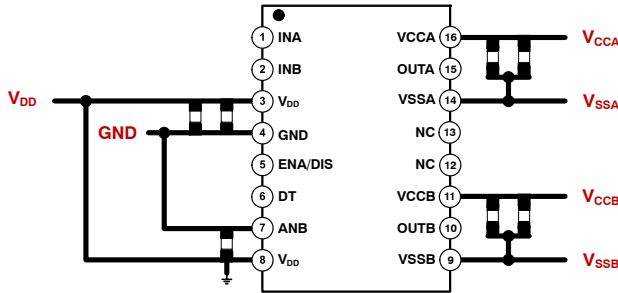 1 INA VCCA 16 VCCA
2 INB OUTA 15
VDD 3 VDD VSSA 14 VSSA
GND 4 GND NC 13
5 ENA/DIS NC 12
6 DT VCCB 11 VCCB
7 ANB OUTB 10
8 VDD VSSB 9 VSSB